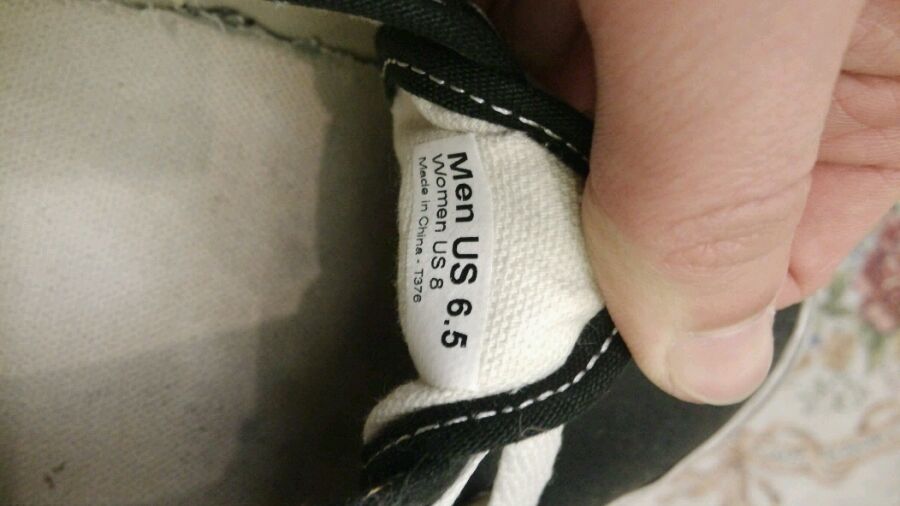 Men US 6.5
Women US 8
Made in China - T376